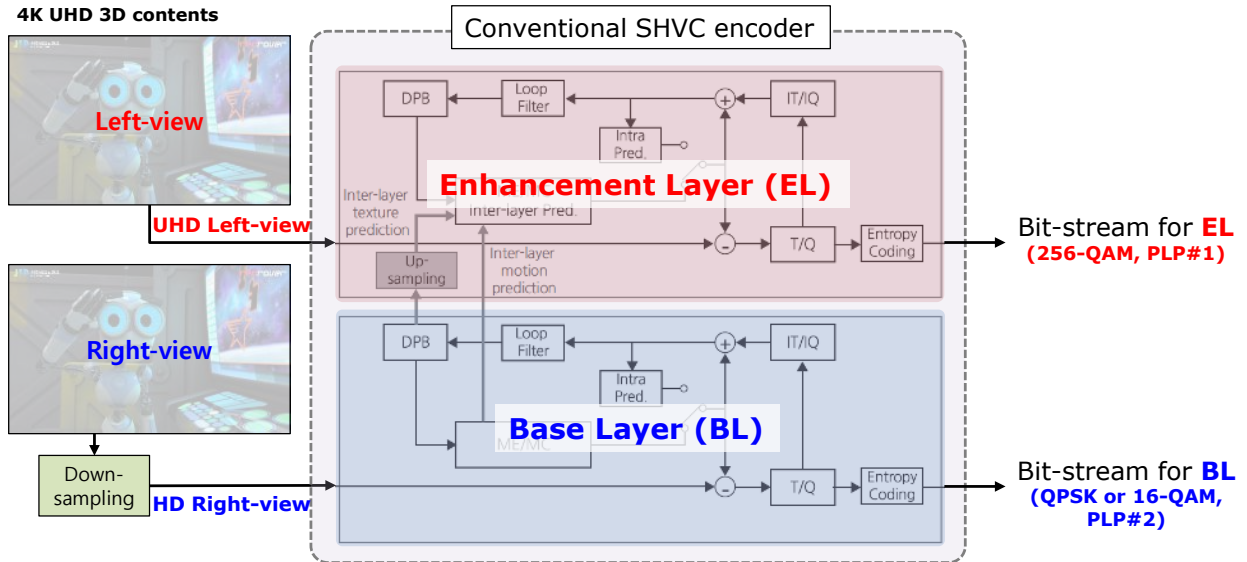 4K UHD 3D contents
Conventional SHVC encoder
Left-view
DPB
Loop
Filter
IT/IQ
Intra
Pred.
Enhancement Layer (EL)
Inter-layer
texture
prediction
Inter-layer Pred.
UHD Left-view
Up-
sampling
Inter-layer
motion
prediction
T/Q
Entropy
Coding
Bit-stream for EL
(256-QAM, PLP#1)
Right-view
DPB
Loop
Filter
IT/IQ
Intra
Pred.
Base Layer (BL)
ME/MC
Down-
sampling
HD Right-view
T/Q
Entropy
Coding
Bit-stream for BL
(QPSK or 16-QAM,
PLP#2)